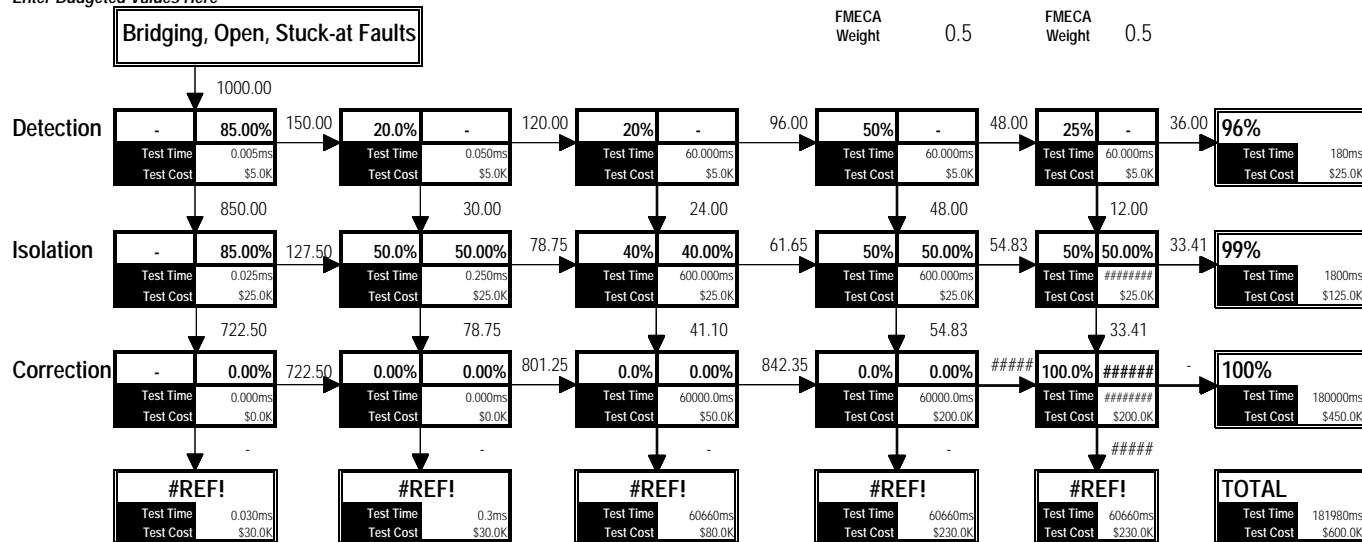 Enter Budgeted Values Here
Bridging, Open, Stuck-at Faults
FMECA Weight 0.5
FMECA Weight 0.5
1000.00
Detection
- 85.00% 150.00 20.0% - 120.00 20% - 96.00 50% - 48.00 25% - 36.00 96%
Test Time 0.005ms Test Time 0.050ms Test Time 60.000ms Test Time 60.000ms Test Time 60.000ms Test Time 180ms
Test Cost $5.0K Test Cost $5.0K Test Cost $5.0K Test Cost $5.0K Test Cost $5.0K Test Cost $25.0K
850.00 30.00 24.00 48.00 12.00
Isolation
- 85.00% 127.50 50.0% 50.00% 78.75 40% 40.00% 61.65 50% 50.00% 54.83 50% 50.00% 33.41 99%
Test Time 0.025ms Test Time 0.250ms Test Time 600.000ms Test Time 600.000ms Test Time ######## Test Time 1800ms
Test Cost $25.0K Test Cost $25.0K Test Cost $25.0K Test Cost $25.0K Test Cost $25.0K Test Cost $125.0K
722.50 78.75 41.10 54.83 33.41
Correction
- 0.00% 722.50 0.00% 0.00% 801.25 0.0% 0.00% 842.35 0.0% 0.00% ##### 100.0% ###### - 100%
Test Time 0.000ms Test Time 0.000ms Test Time 60000.0ms Test Time 60000.0ms Test Time ######## Test Time 180000ms
Test Cost $0.0K Test Cost $0.0K Test Cost $50.0K Test Cost $200.0K Test Cost $200.0K Test Cost $450.0K
- - - - #####
#REF! #REF! #REF! #REF! #REF! TOTAL
Test Time 0.030ms Test Time 0.3ms Test Time 60660ms Test Time 60660ms Test Time 60660ms Test Time 181980ms
Test Cost $30.0K Test Cost $30.0K Test Cost $80.0K Test Cost $230.0K Test Cost $230.0K Test Cost $600.0K